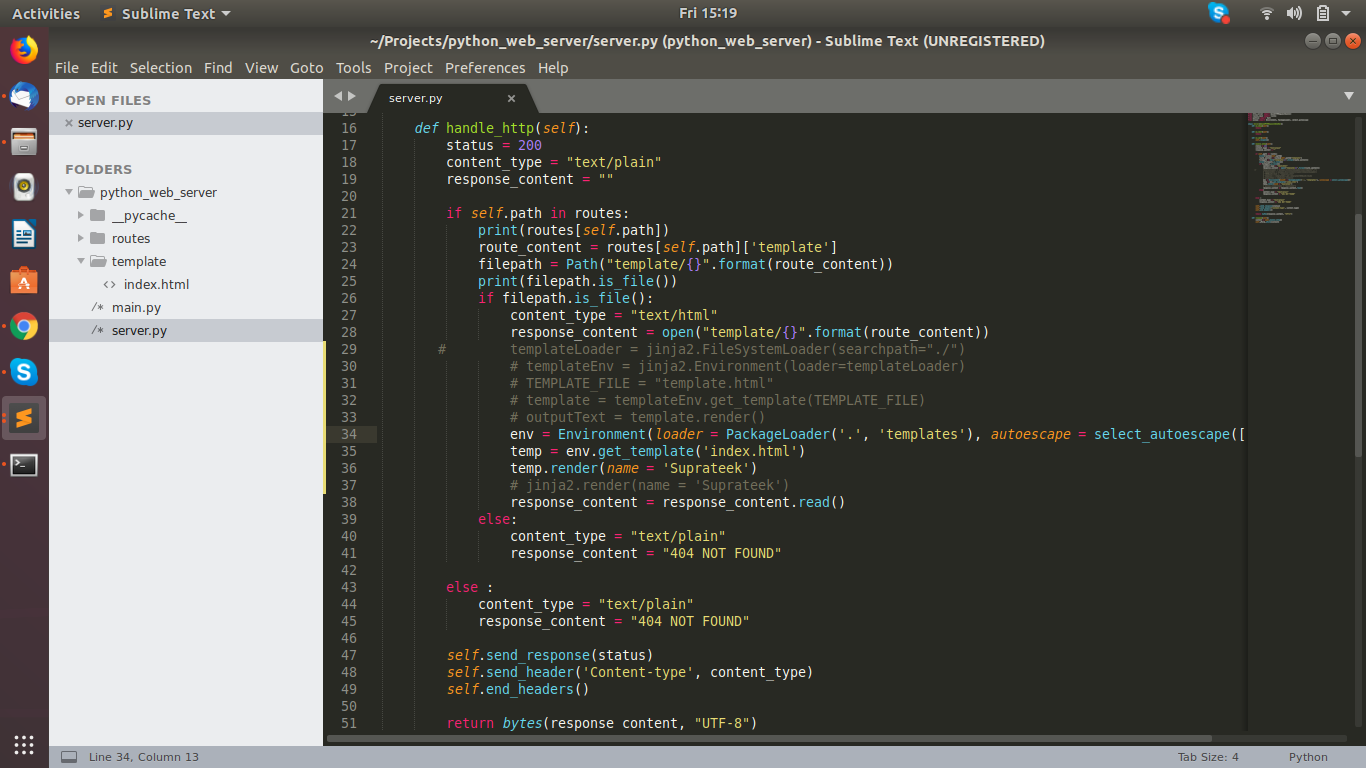 Activities
Sublime Text
Fri 15:19
~/Projects/python_web_server/server.py (python_web_server) - Sublime Text (UNREGISTERED)
File Edit Selection Find View Goto Tools Project Preferences Help
OPEN FILES
server.py
FOLDERS
python_web_server
__pycache__
routes
template
<> index.html
/* main.py
/* server.py
server.py
15
16 def handle_http(self):
17 status = 200
18 content_type = "text/plain"
19 response_content = ""
20
21 if self.path in routes:
22 print(routes[self.path])
23 route_content = routes[self.path]['template']
24 filepath = Path("template/{}".format(route_content))
25 print(filepath.is_file())
26 if filepath.is_file():
27 content_type = "text/html"
28 response_content = open("template/{}".format(route_content))
29 # templateLoader = jinja2.FileSystemLoader(searchpath="./")
30 # templateEnv = jinja2.Environment(loader=templateLoader)
31 # TEMPLATE_FILE = "template.html"
32 # template = templateEnv.get_template(TEMPLATE_FILE)
33 # outputText = template.render()
34 env = Environment(loader = PackageLoader('.', 'templates'), autoescape = select_autoescape([
35 temp = env.get_template('index.html')
36 temp.render(name = 'Suprateek')
37 # jinja2.render(name = 'Suprateek')
38 response_content = response_content.read()
39 else:
40 content_type = "text/plain"
41 response_content = "404 NOT FOUND"
42
43 else :
44 content_type = "text/plain"
45 response_content = "404 NOT FOUND"
46
47 self.send_response(status)
48 self.send_header('Content-type', content_type)
49 self.end_headers()
50
51 return bytes(response_content, "UTF-8")
Line 34, Column 13
Tab Size: 4
Python